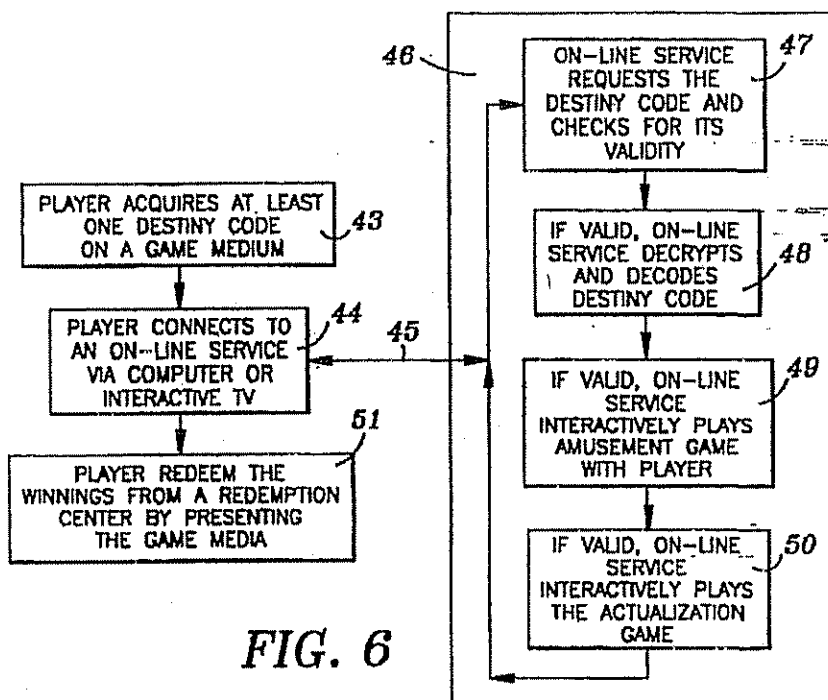 PLAYER ACQUIRES AT LEAST
ONE DESTINY CODE
ON A GAME MEDIUM
43
PLAYER CONNECTS TO
AN ON-LINE SERVICE
VIA COMPUTER OR
INTERACTIVE TV
44
45
PLAYER REDEEM THE
WINNINGS FROM A REDEMPTION
CENTER BY PRESENTING
THE GAME MEDIA
51
46
ON-LINE SERVICE
REQUESTS THE
DESTINY CODE AND
CHECKS FOR ITS
VALIDITY
47
IF VALID, ON-LINE
SERVICE DECRYPTS
AND DECODES
DESTINY CODE
48
IF VALID, ON-LINE
SERVICE
INTERACTIVELY PLAYS
AMUSEMENT GAME
WITH PLAYER
49
IF VALID, ON-LINE
SERVICE
INTERACTIVELY PLAYS
THE ACTUALIZATION
GAME
50
FIG. 6